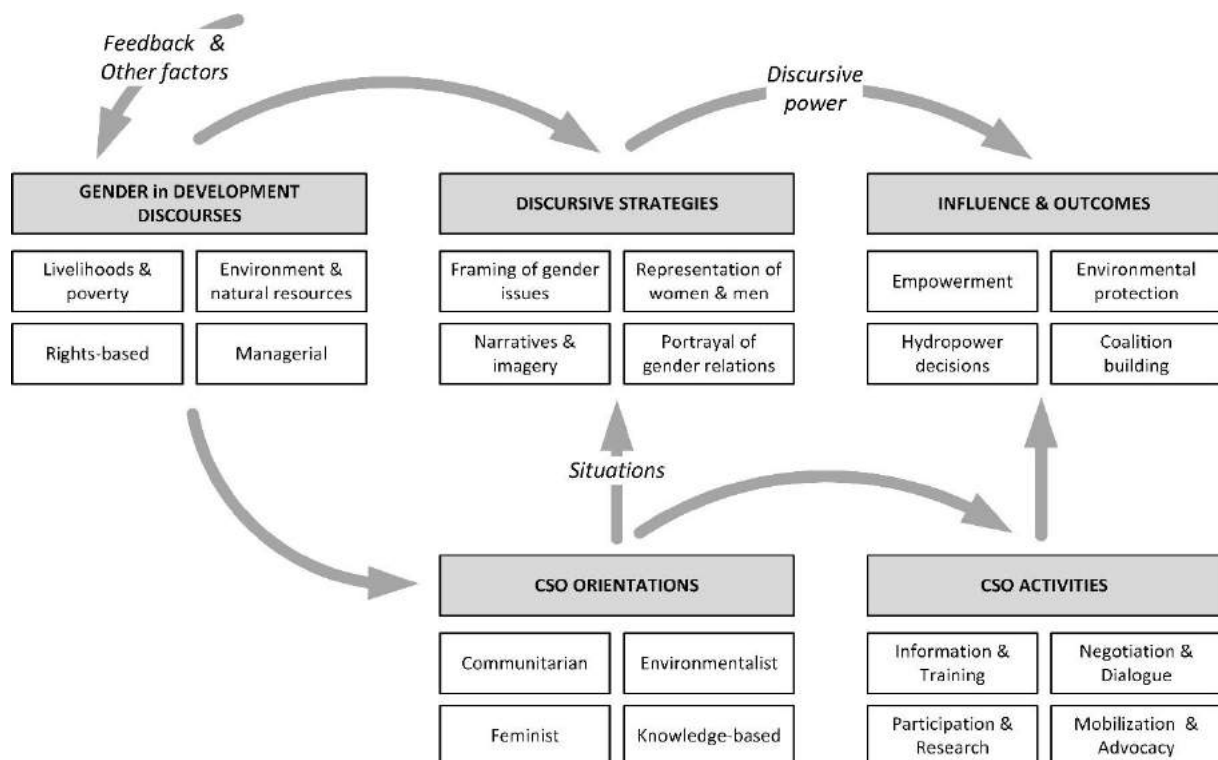 Feedback &
Other factors
Discursive
power
GENDER in DEVELOPMENT
DISCOURSES
Livelihoods &
poverty
Environment &
natural resources
Rights-based
Managerial
DISCURSIVE STRATEGIES
Framing of gender
issues
Representation of
women & men
Narratives &
imagery
Portrayal of
gender relations
INFLUENCE & OUTCOMES
Empowerment
Environmental
protection
Hydropower
decisions
Coalition
building
Situations
CSO ORIENTATIONS
Communitarian
Environmentalist
Feminist
Knowledge-based
CSO ACTIVITIES
Information &
Training
Negotiation &
Dialogue
Participation &
Research
Mobilization &
Advocacy